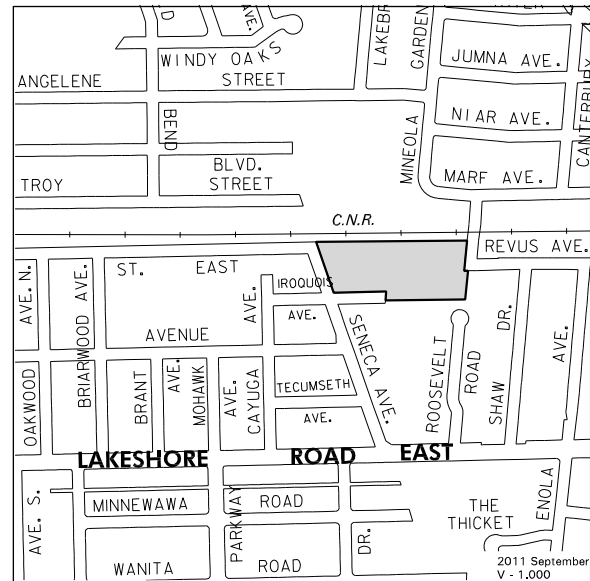 D
AVE.
WINDY OAKS
STREET
ANGELENE
BEND
LAKEB
GARDEN
JUMNA AVE.
CANTERBURY
NIAR AVE.
MINEOLA
BLVD.
STREET
TROY
MARF AVE.
C.N.R.
REVUS AVE.
ST. EAST
IROQUOIS
AVE.
AVE. N.
OAKWOOD
BRIARWOOD AVE.
AVENUE
AVE.
SENECA AVE.
ROOSEVELT
ROAD
SHAW DR.
AVE.
BRANT
AVE.
MOHAWK
AVE.
CAYUGA
TECUMSETH
AVE.
LAKESHORE ROAD EAST
AVE. S.
MINNEWAWA ROAD
PARKWAY
DR.
THE
THICKET
ENOLA
WANITA ROAD
2011 September
V - 1,000